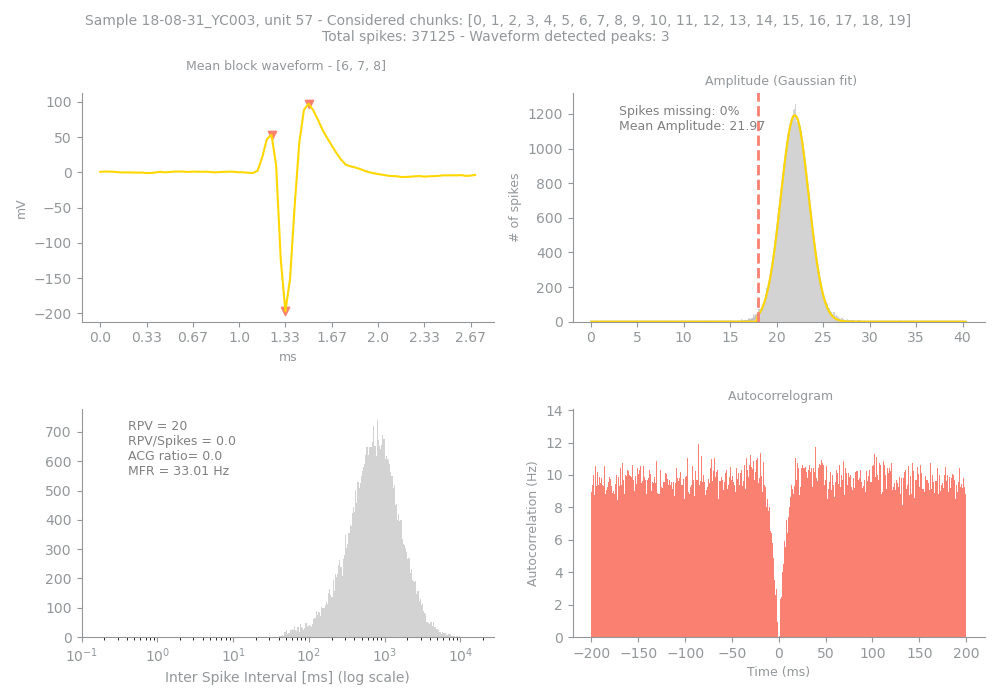 Sample 18-08-31_YC003, unit 57 - Considered chunks: [0, 1, 2, 3, 4, 5, 6, 7, 8, 9, 10, 11, 12, 13, 14, 15, 16, 17, 18, 19]
Total spikes: 37125 - Waveform detected peaks: 3
Mean block waveform - [6, 7, 8]
100
50
0
−50
−100
−150
−200
mV
0.0 0.33 0.67 1.0 1.33 1.67 2.0 2.33 2.67
ms
Amplitude (Gaussian fit)
Spikes missing: 0%
Mean Amplitude: 21.97
1200
1000
800
600
400
200
0
# of spikes
0 5 10 15 20 25 30 35 40
RPV = 20
RPV/Spikes = 0.0
ACG ratio= 0.0
MFR = 33.01 Hz
700
600
500
400
300
200
100
0
10⁻¹ 10⁰ 10¹ 10² 10³ 10⁴
Inter Spike Interval [ms] (log scale)
Autocorrelogram
14
12
10
8
6
4
2
0
Autocorrelation (Hz)
−200 −150 −100 −50 0 50 100 150 200
Time (ms)